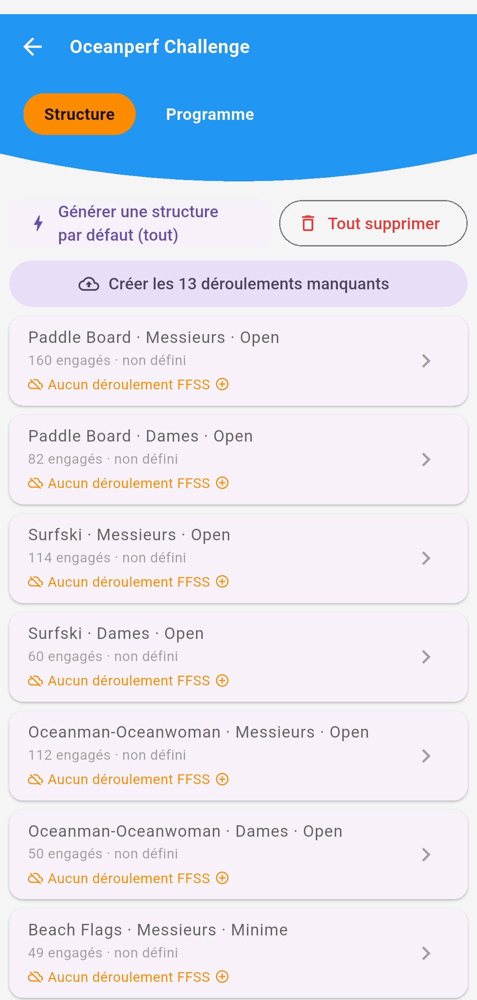 Oceanperf Challenge
Structure
Programme
Générer une structure
par défaut (tout)
Tout supprimer
Créer les 13 déroulements manquants
Paddle Board · Messieurs · Open
160 engagés · non défini
Aucun déroulement FFSS
Paddle Board · Dames · Open
82 engagés · non défini
Aucun déroulement FFSS
Surfski · Messieurs · Open
114 engagés · non défini
Aucun déroulement FFSS
Surfski · Dames · Open
60 engagés · non défini
Aucun déroulement FFSS
Oceanman-Oceanwoman · Messieurs · Open
112 engagés · non défini
Aucun déroulement FFSS
Oceanman-Oceanwoman · Dames · Open
50 engagés · non défini
Aucun déroulement FFSS
Beach Flags · Messieurs · Minime
49 engagés · non défini
Aucun déroulement FFSS